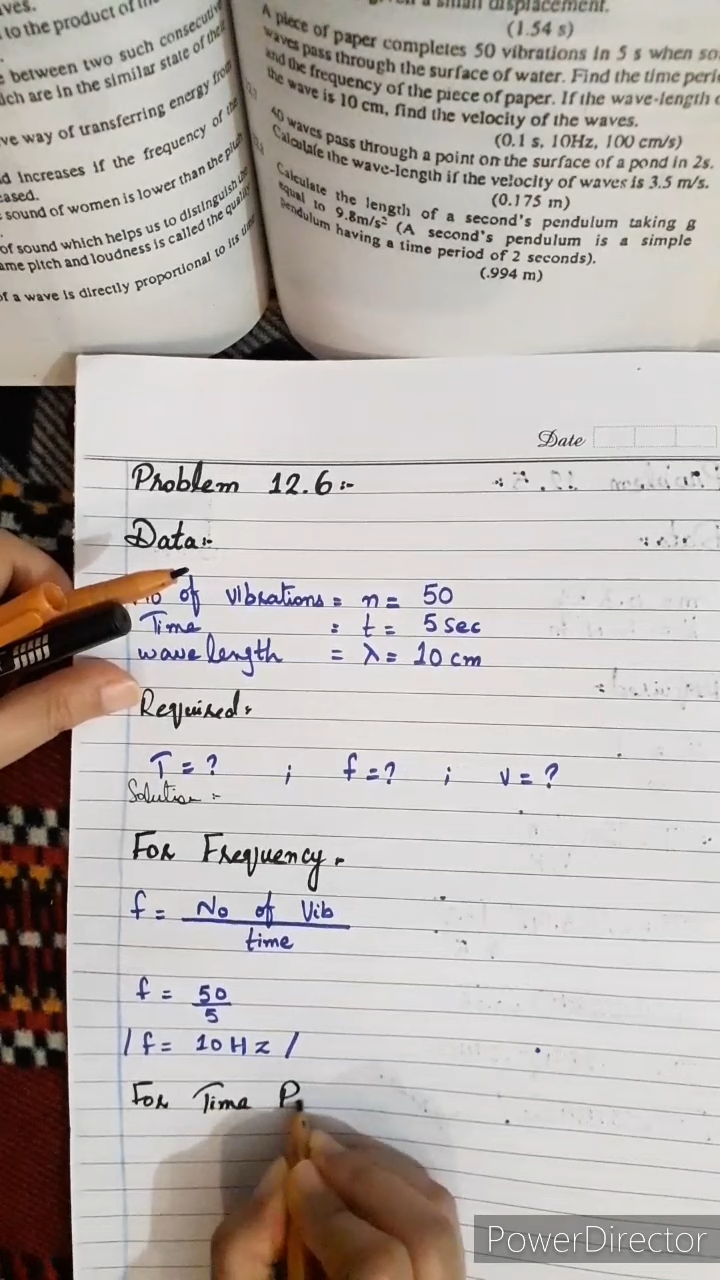 ves.
to the product of
between two such consecutive
ich are in the similar state of their
ve way of transferring energy from
d increases if the frequency of the
eased.
sound of women is lower than the pitch
of sound which helps us to distinguish
ame pitch and loudness is called the quality
of a wave is directly proportional to its
a small displacement.
(1.54 s)
A piece of paper completes 50 vibrations in 5 s when so
waves pass through the surface of water. Find the time peri
and the frequency of the piece of paper. If the wave-length
the wave is 10 cm, find the velocity of the waves.
(0.1 s, 10Hz, 100 cm/s)
40 waves pass through a point on the surface of a pond in 2s.
Calculate the wave-length if the velocity of waves is 3.5 m/s.
(0.175 m)
Calculate the length of a second's pendulum taking g
equal to 9.8m/s² (A second's pendulum is a simple
pendulum having a time period of 2 seconds).
(.994 m)
Date
Problem 12.6:-
Data:-
No of vibrations = n = 50
Time = t = 5 sec
wave length = λ = 10 cm
Required:
T = ? ; f = ? ; v = ?
Solution :-
For Frequency.
f = No of Vib
time
f = 50
5
/ f = 10 Hz /
For Time P
PowerDirector